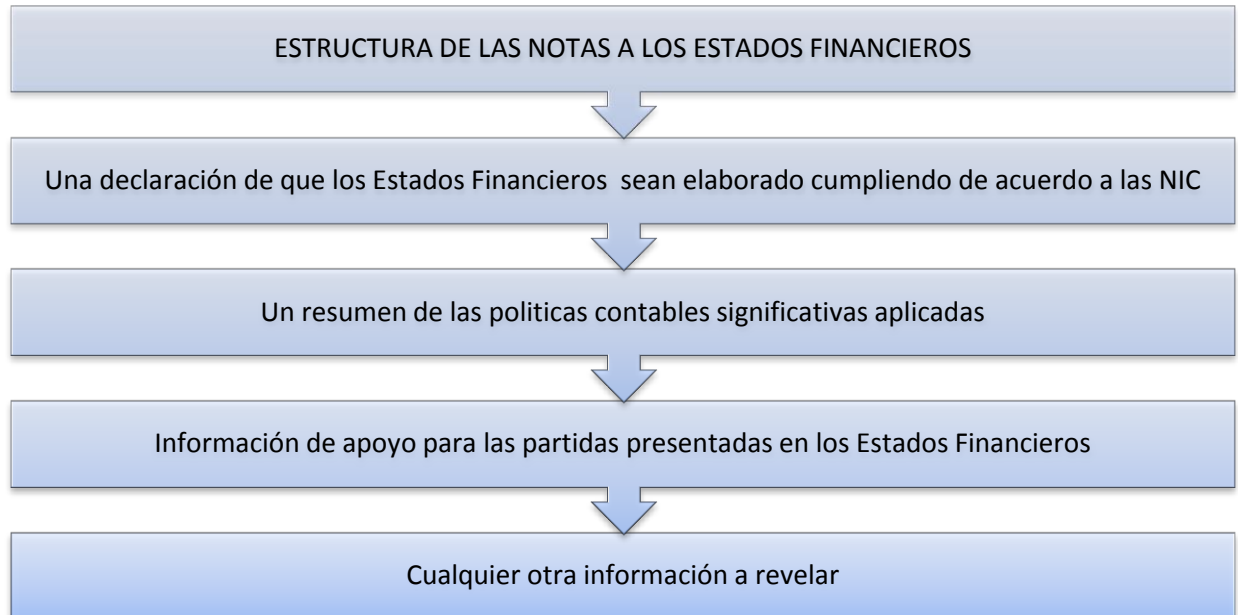 ESTRUCTURA DE LAS NOTAS A LOS ESTADOS FINANCIEROS
Una declaración de que los Estados Financieros sean elaborado cumpliendo de acuerdo a las NIC
Un resumen de las politicas contables significativas aplicadas
Información de apoyo para las partidas presentadas en los Estados Financieros
Cualquier otra información a revelar